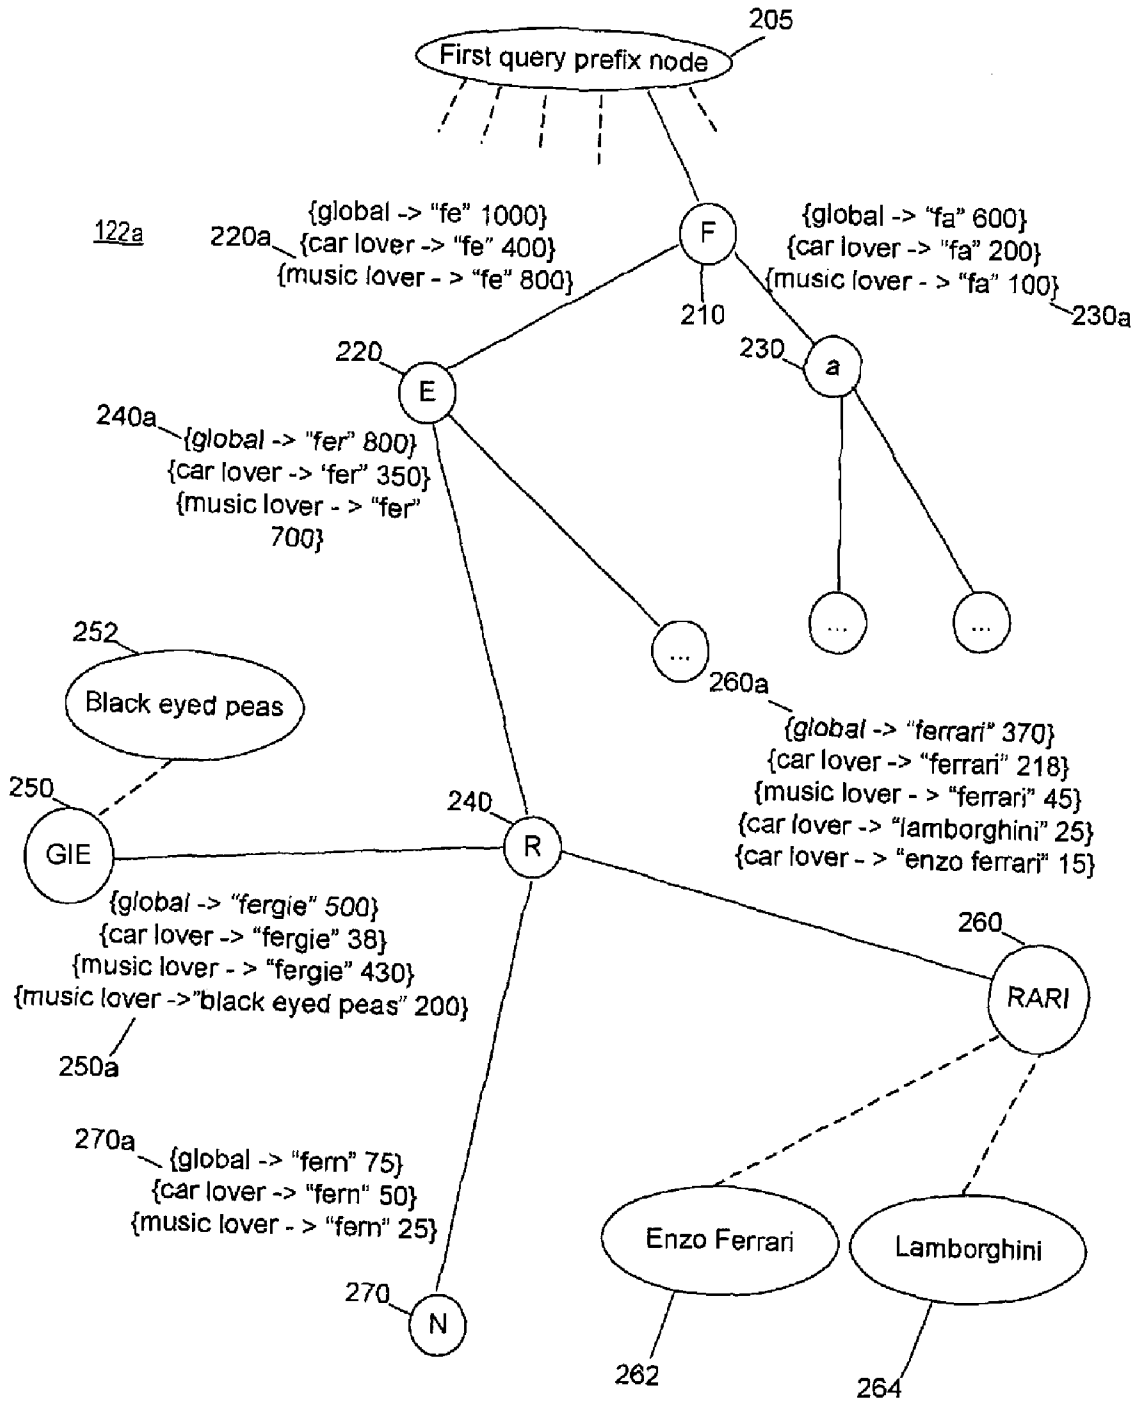 205
First query prefix node
122a
220a
{global -> "fe" 1000}
{car lover -> "fe" 400}
{music lover - > "fe" 800}
F
210
{global -> "fa" 600}
{car lover -> "fa" 200}
{music lover - > "fa" 100}
230a
220
E
230
a
240a
{global -> "fer" 800}
{car lover -> 'fer" 350}
{music lover - > "fer"
700}
...
...
...
252
Black eyed peas
260a
{global -> "ferrari" 370}
{car lover -> "ferrari" 218}
{music lover - > "ferrari" 45}
{car lover -> "lamborghini" 25}
{car lover - > "enzo ferrari" 15}
250
GIE
240
R
{global -> "fergie" 500}
{car lover -> "fergie" 38}
{music lover - > "fergie" 430}
{music lover ->"black eyed peas" 200}
250a
260
RARI
270a
{global -> "fern" 75}
{car lover -> "fern" 50}
{music lover - > "fern" 25}
270
N
Enzo Ferrari
Lamborghini
262
264